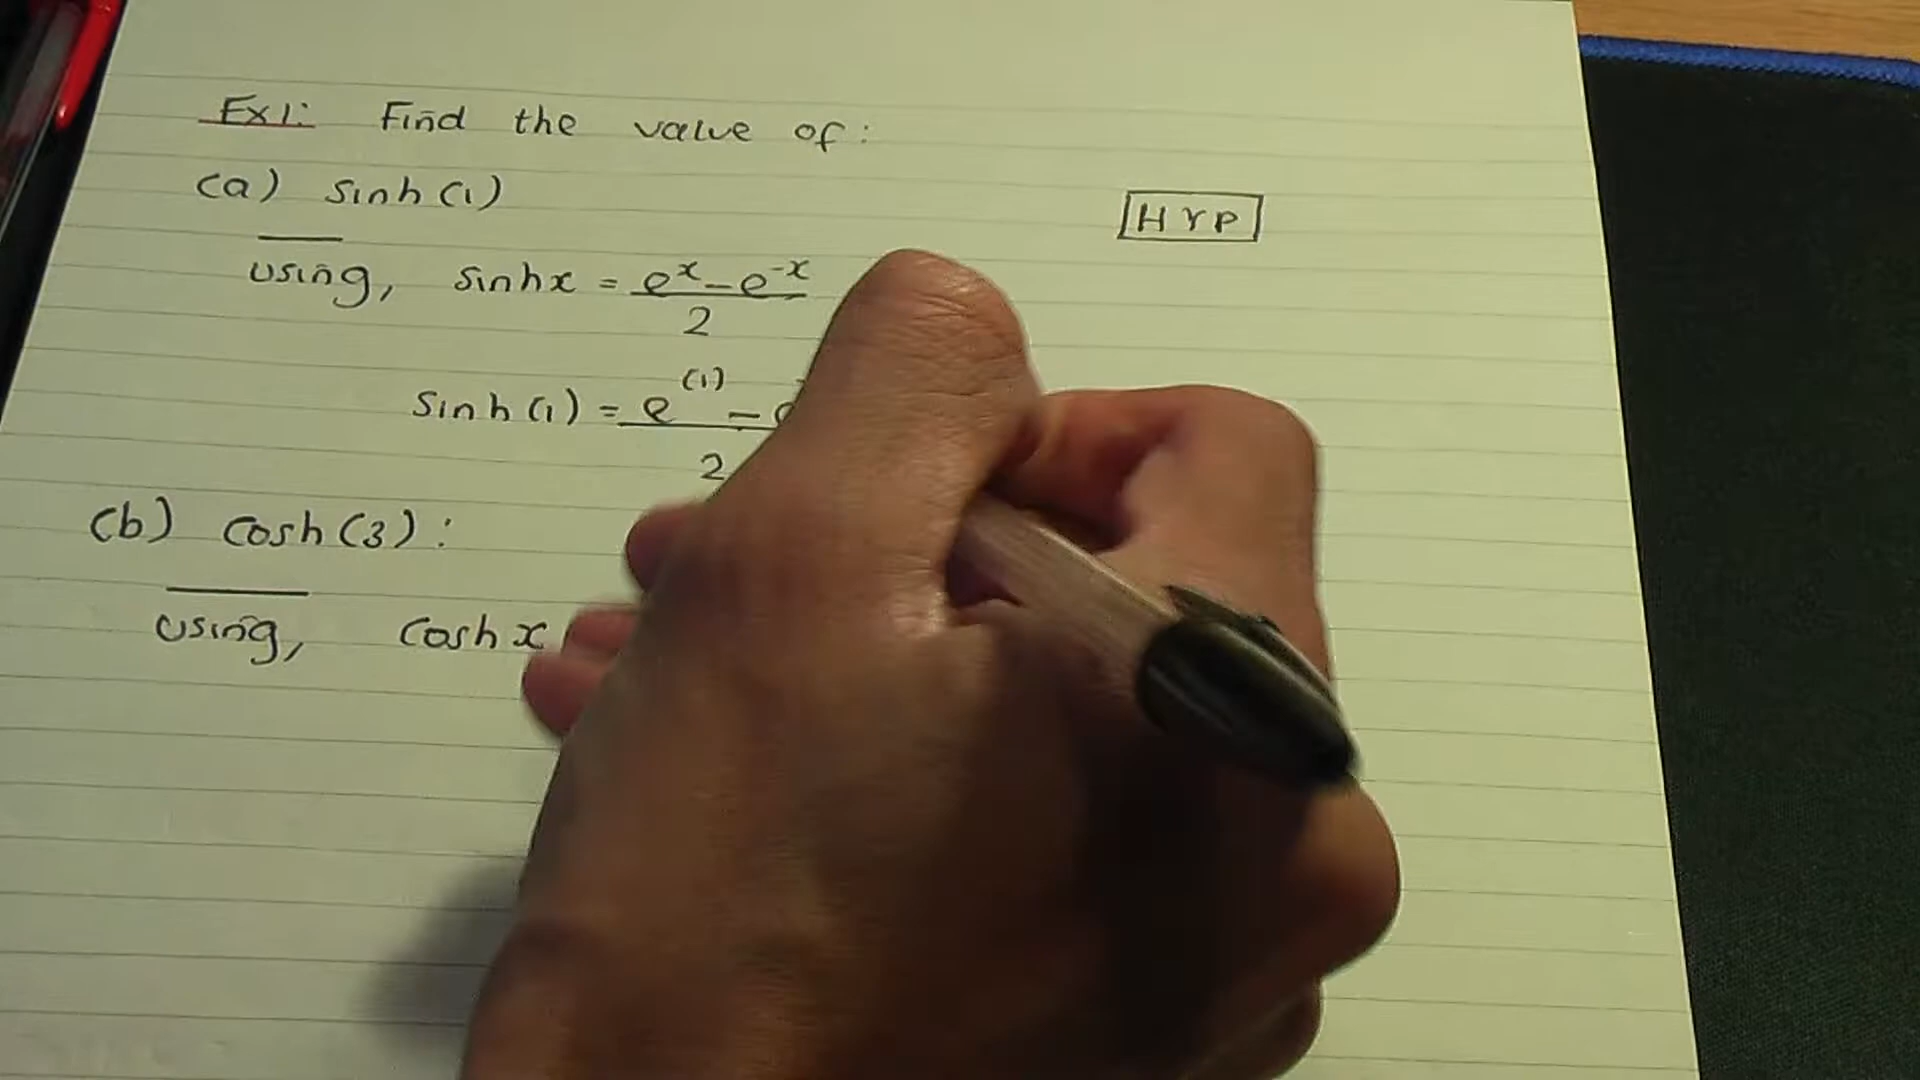 Ex1: Find the value of:
(a) sinh(1)
HYP
using, sinhx = e^x - e^-x
2
sinh(1) = e^(1) -
2
(b) cosh(3):
using, coshx